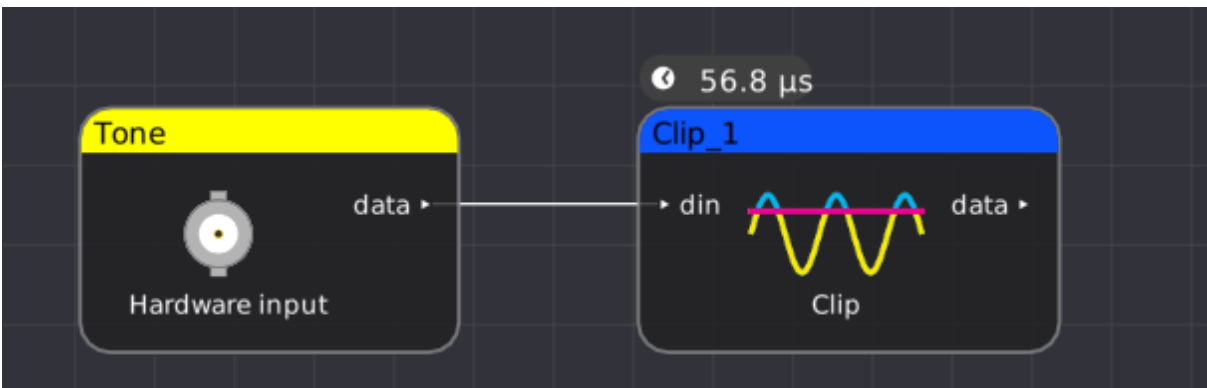 56.8 µs
Tone
Clip_1
data
din
data
Hardware input
Clip